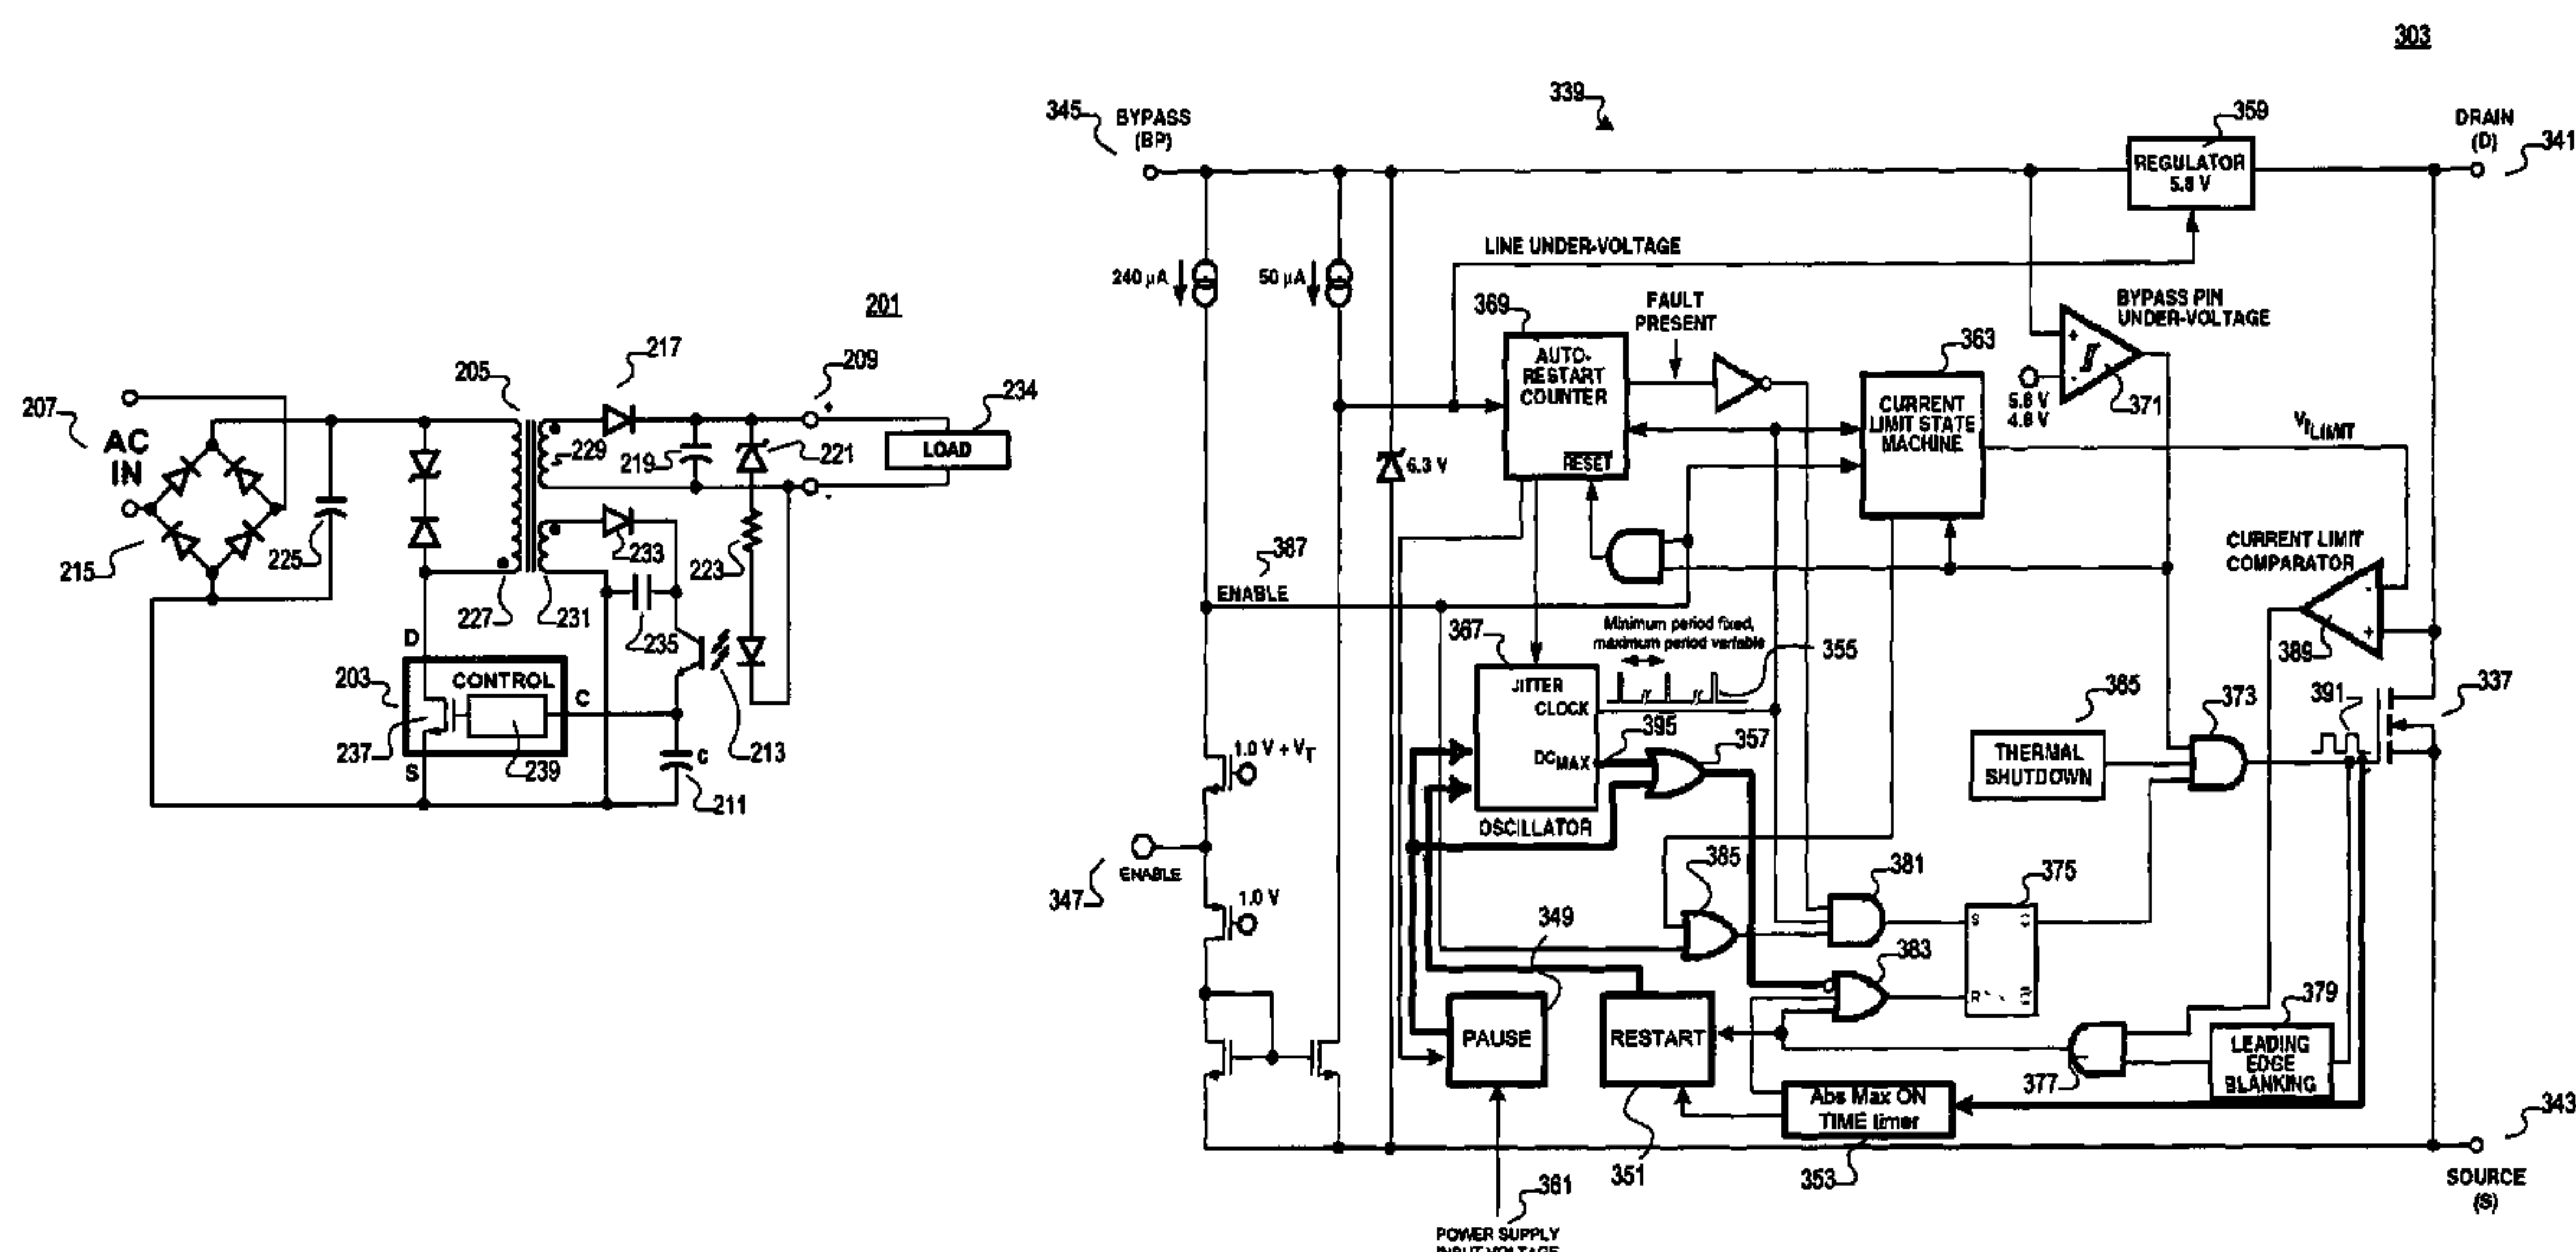 201
207
AC
IN
215
225
205
217
209
+
234
LOAD
229
219
221
-
233
223
227
231
235
D
203
CONTROL
C
237
239
S
213
c
211
303
339
345
BYPASS
(BP)
359
REGULATOR
5.8 V
DRAIN
(D)
341
LINE UNDER-VOLTAGE
240 µA
50 µA
369
AUTO-
RESTART
COUNTER
RESET
FAULT
PRESENT
363
CURRENT
LIMIT STATE
MACHINE
BYPASS PIN
UNDER-VOLTAGE
+
-
371
4.8 V
VILIMIT
6.3 V
387
ENABLE
CURRENT LIMIT
COMPARATOR
-
+
389
367
Minimum period fixed,
maximum period variable
355
JITTER
CLOCK
395
DCMAX
357
OSCILLATOR
365
THERMAL
SHUTDOWN
373
391
337
1.0 V + VT
347
ENABLE
1.0 V
385
381
375
S
R
349
383
379
PAUSE
RESTART
LEADING
EDGE
BLANKING
377
Abs Max ON
TIME timer
343
351
353
SOURCE
(S)
361
POWER SUPPLY
INPUT VOLTAGE